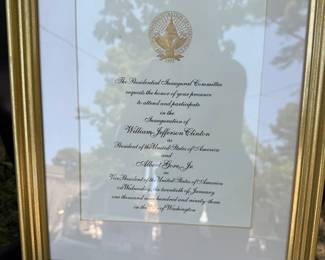 The Presidential Inaugural Committee
requests the honor of your presence
to attend and participate
in the
Inauguration of
William Jefferson Clinton
as
President of the United States of America
and
Albert Gore, Jr.
as
Vice President of the United States of America
on Wednesday, the twentieth of January
one thousand nine hundred and ninety-three
in the City of Washington